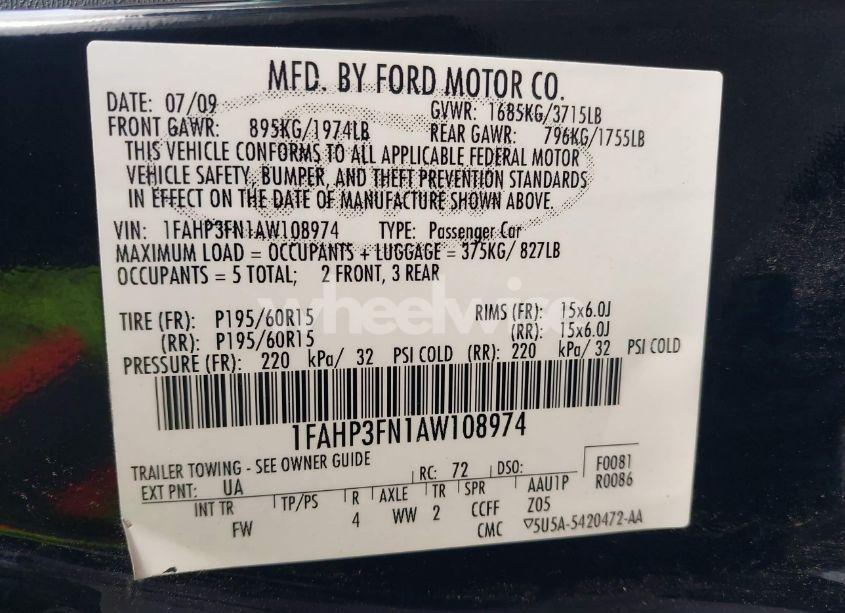 MFD. BY FORD MOTOR CO.
DATE: 07/09 GVWR: 1685KG/3715LB
FRONT GAWR: 895KG/1974LB REAR GAWR: 796KG/1755LB
THIS VEHICLE CONFORMS TO ALL APPLICABLE FEDERAL MOTOR
VEHICLE SAFETY, BUMPER, AND THEFT PREVENTION STANDARDS
IN EFFECT ON THE DATE OF MANUFACTURE SHOWN ABOVE.
VIN: 1FAHP3FN1AW108974 TYPE: Passenger Car
MAXIMUM LOAD = OCCUPANTS + LUGGAGE = 375KG/ 827LB
OCCUPANTS = 5 TOTAL; 2 FRONT, 3 REAR
wheelwise
TIRE (FR): P195/60R15 RIMS (FR): 15x6.0J
(RR): P195/60R15 (RR): 15x6.0J
PRESSURE (FR): 220 kPa/ 32 PSI COLD (RR): 220 kPa/ 32 PSI COLD
1FAHP3FN1AW108974
TRAILER TOWING - SEE OWNER GUIDE
EXT PNT: UA RC: 72 DSO: F0081
R0086
INT TR TP/PS R AXLE TR SPR AAU1P
FW 4 WW 2 CCFF Z05
CMC ▽5U5A-5420472-AA